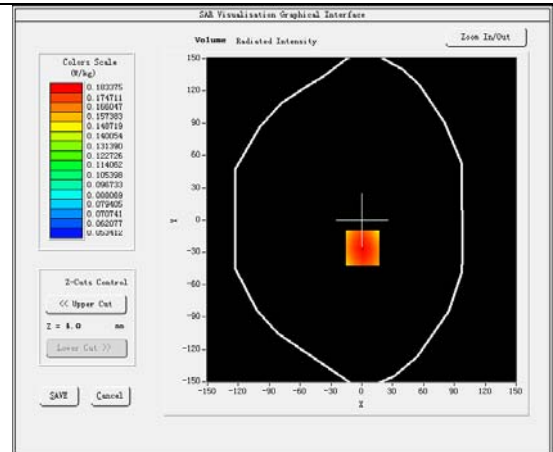 SAR Visualisation Graphical Interface
Volume Radiated Intensity
Zoom In/Out
Colors Scale
(W/kg)
0.183375
0.174711
0.166047
0.157383
0.148719
0.140054
0.131390
0.122726
0.114062
0.105398
0.096733
0.088069
0.079405
0.070741
0.062077
0.053412
Z-Cuts Control
<< Upper Cut
Z = 4.0 mm
Lower Cut >>
SAVE Cancel
150
120
90
60
30
0
-30
-60
-90
-120
-150
Y
-150 -120 -90 -60 -30 0 30 60 90 120 150
X